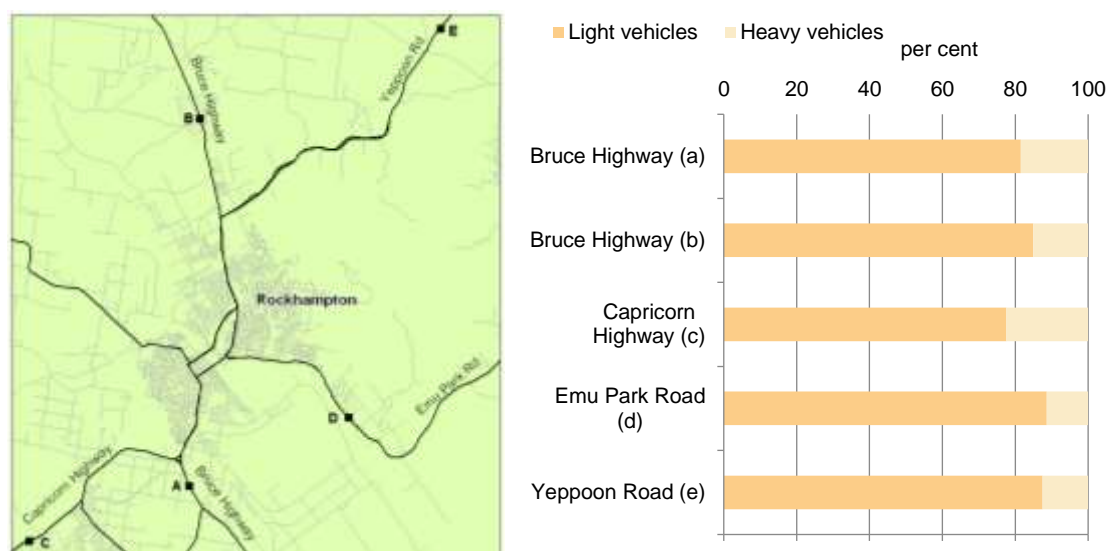 E
Yeppoon Rd
Bruce Highway
B
Rockhampton
Emu Park Rd
D
Capricorn Highway
A
Bruce Highway
C
Light vehicles Heavy vehicles
per cent
0 20 40 60 80 100
Bruce Highway (a)
Bruce Highway (b)
Capricorn
Highway (c)
Emu Park Road
(d)
Yeppoon Road (e)